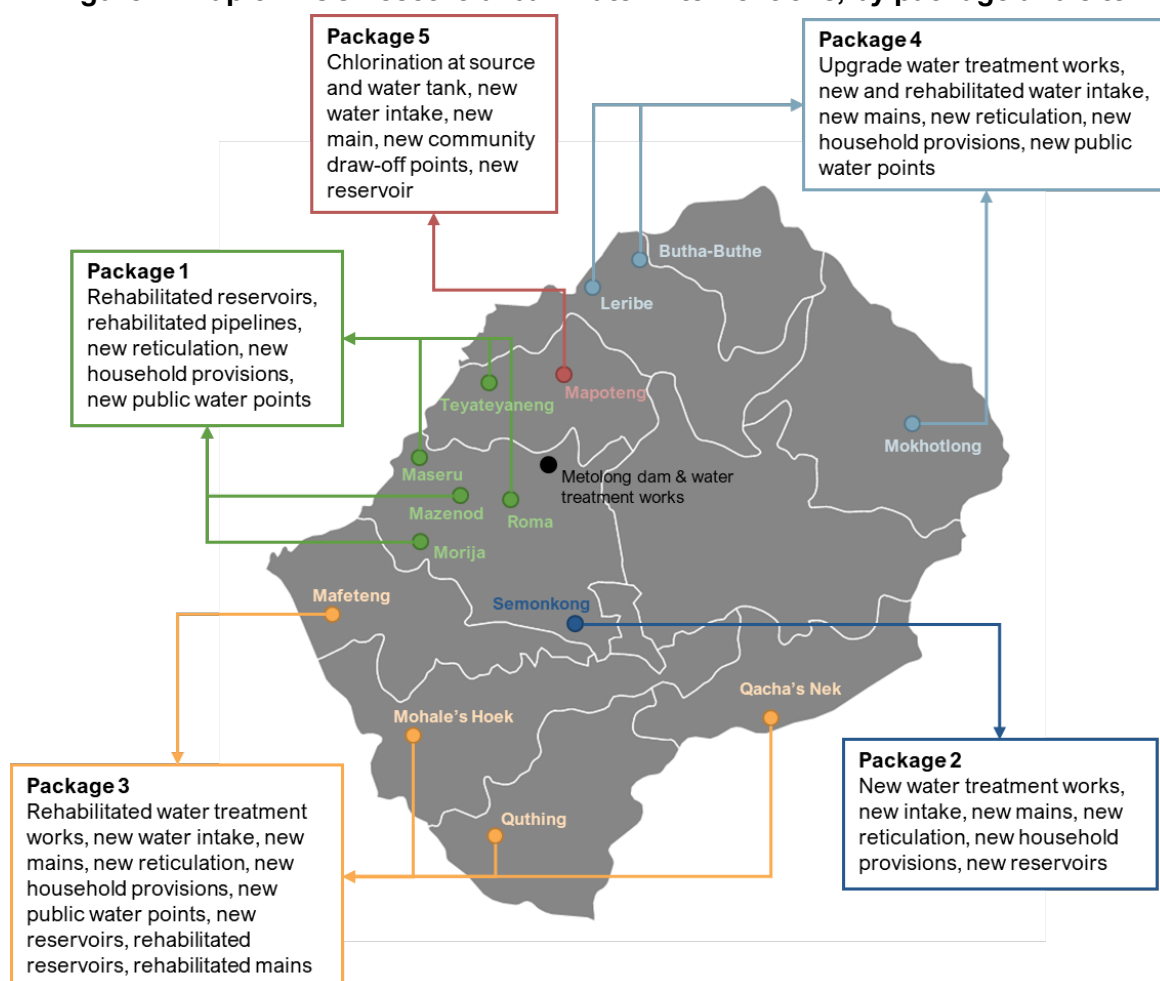 Package 5
Chlorination at source
and water tank, new
water intake, new
main, new community
draw-off points, new
reservoir
Package 4
Upgrade water treatment works,
new and rehabilitated water intake,
new mains, new reticulation, new
household provisions, new public
water points
Package 1
Rehabilitated reservoirs,
rehabilitated pipelines,
new reticulation, new
household provisions,
new public water points
Butha-Buthe
Leribe
Mapoteng
Teyateyaneng
Mokhotlong
Maseru
Metolong dam & water
treatment works
Mazenod
Roma
Morija
Mafeteng
Semonkong
Qacha's Nek
Mohale's Hoek
Quthing
Package 2
New water treatment works,
new intake, new mains, new
reticulation, new household
provisions, new reservoirs
Package 3
Rehabilitated water treatment
works, new water intake, new
mains, new reticulation, new
household provisions, new
public water points, new
reservoirs, rehabilitated
reservoirs, rehabilitated mains